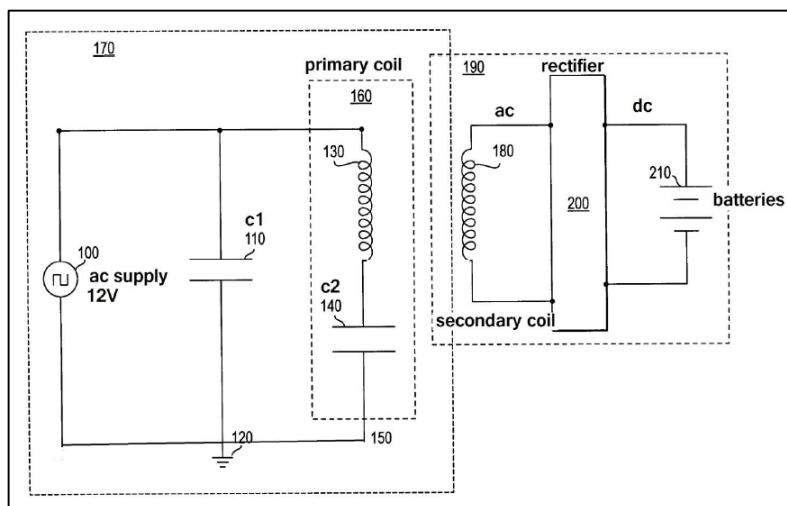 170
primary coil
160
130
c1
110
100
ac supply
12V
c2
140
120
150
190
rectifier
ac
dc
180
200
210
batteries
secondary coil